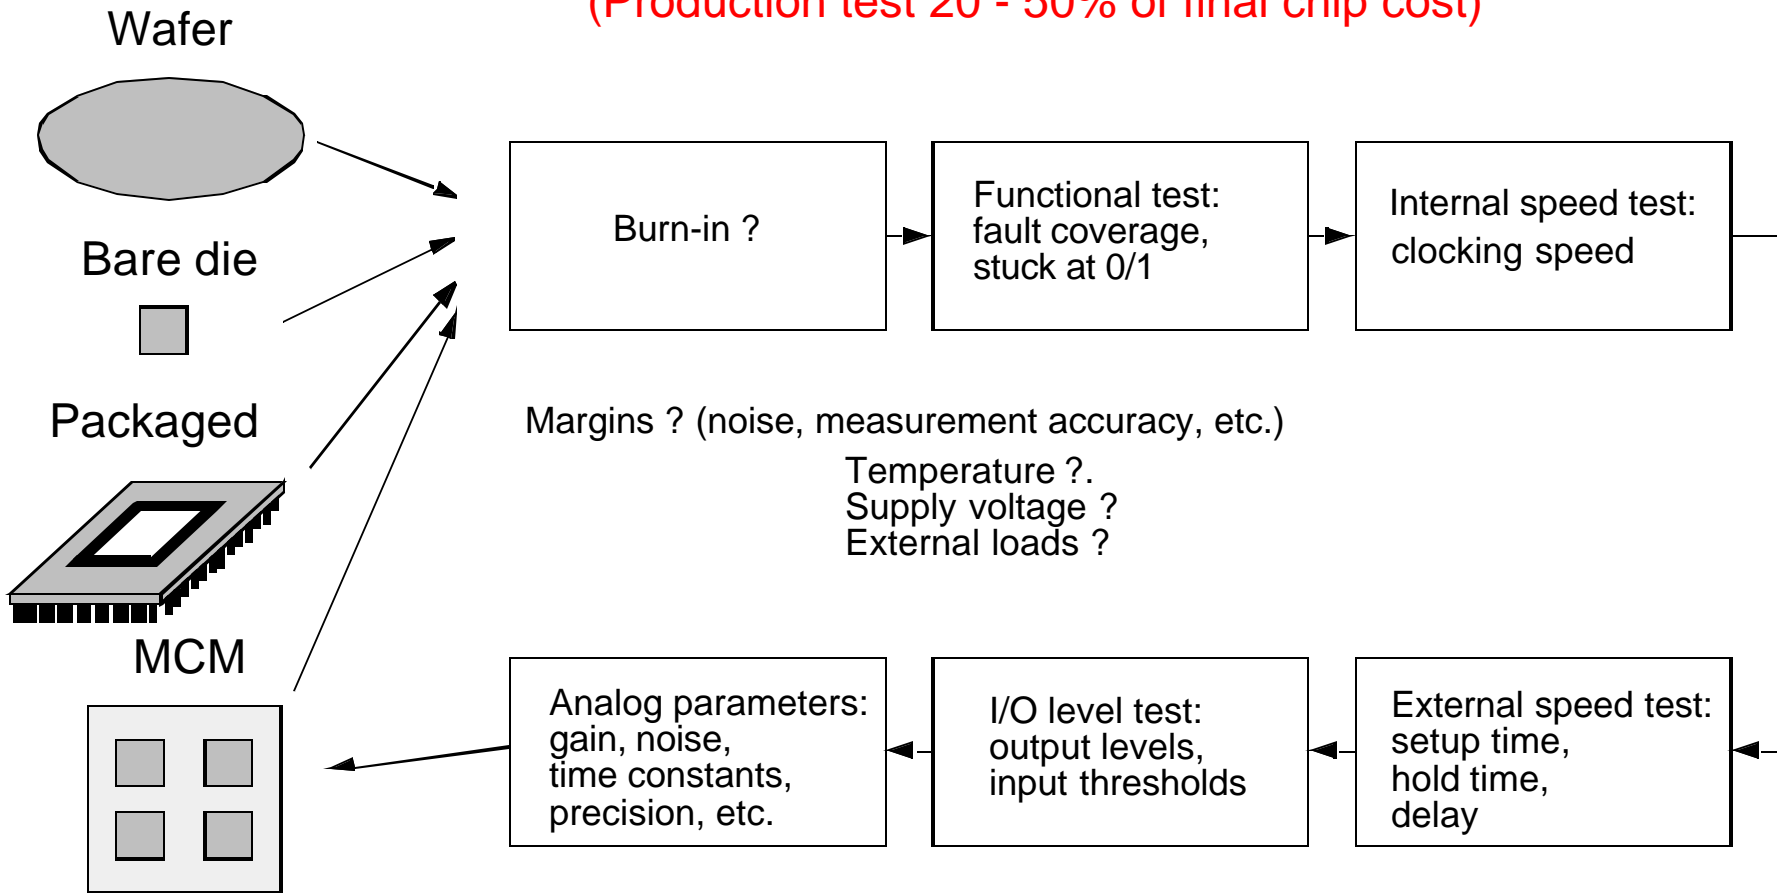 (Production test 20 - 50% of final chip cost)
Wafer
Bare die
Packaged
MCM
Burn-in ?
Functional test:
fault coverage,
stuck at 0/1
Internal speed test:
clocking speed
Margins ? (noise, measurement accuracy, etc.)
Temperature ?.
Supply voltage ?
External loads ?
Analog parameters:
gain, noise,
time constants,
precision, etc.
I/O level test:
output levels,
input thresholds
External speed test:
setup time,
hold time,
delay